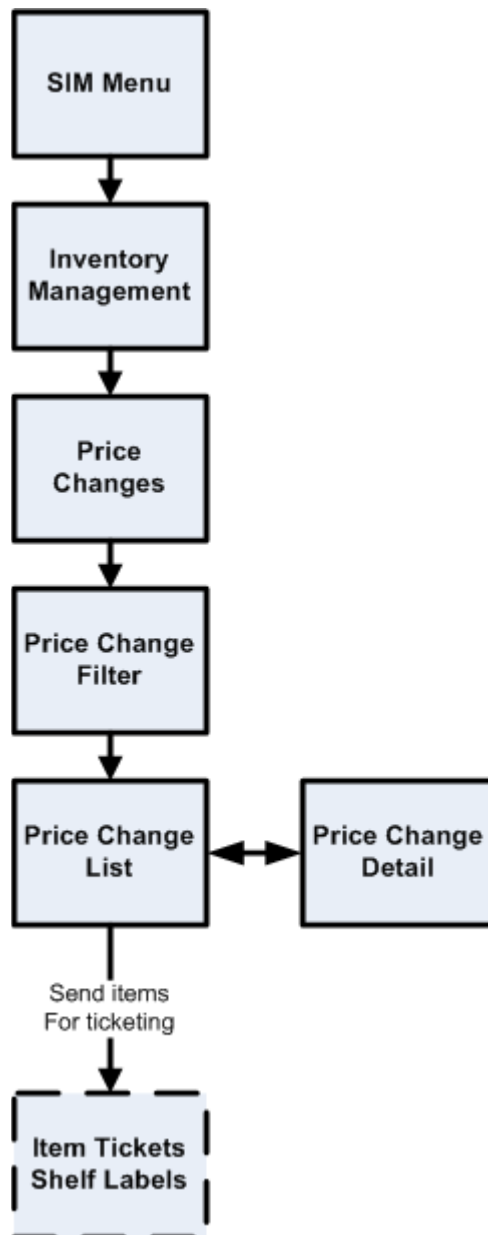 SIM Menu
Inventory
Management
Price
Changes
Price Change
Filter
Price Change
List
Price Change
Detail
Send items
For ticketing
Item Tickets
Shelf Labels